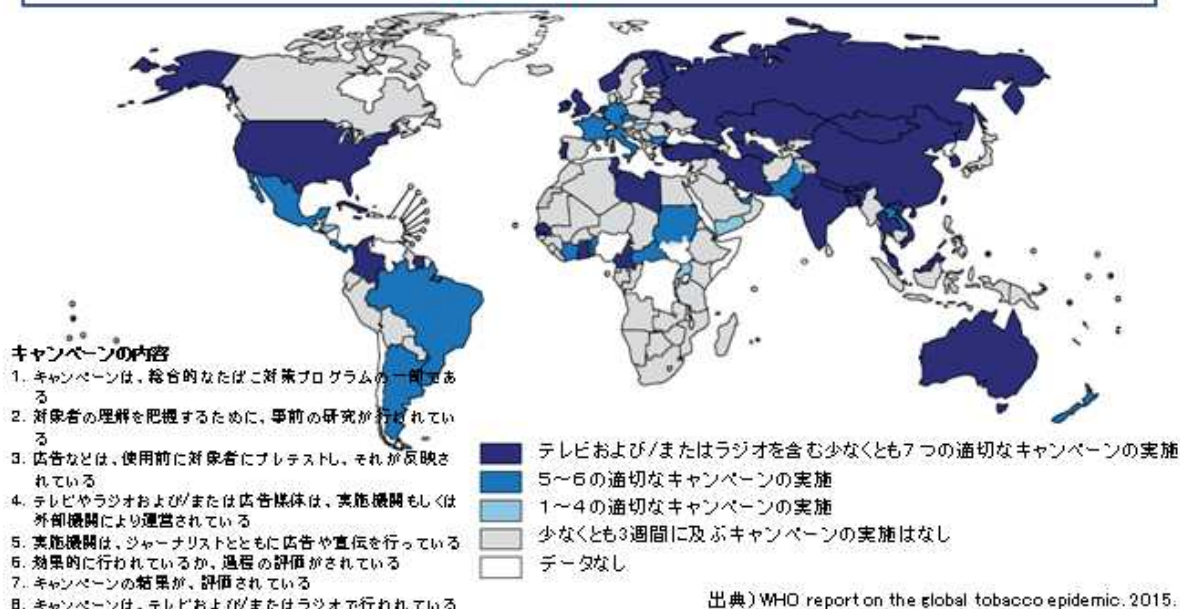 キャンペーンの内容
1. キャンペーンは、総合的なたばこ対策プログラムの一部であ
る
2. 対象者の理解を把握するために、事前の研究が行われてい
る
3. 広告などは、使用前に対象者にプレテストし、それが反映さ
れている
4. テレビやラジオおよび/または広告媒体は、実施機関もしくは
外部機関により運営されている
5. 実施機関は、ジャーナリストとともに広告や宣伝を行っている
6. 効果的に行われているか、過程の評価がされている
7. キャンペーンの結果が、評価されている
8. キャンペーンは、テレビおよび/またはラジオで行われている
テレビおよび/またはラジオを含む少なくとも7つの適切なキャンペーンの実施
5~6の適切なキャンペーンの実施
1~4の適切なキャンペーンの実施
少なくとも3週間に及ぶキャンペーンの実施はなし
データなし
出典）WHO report on the global tobacco epidemic, 2015.